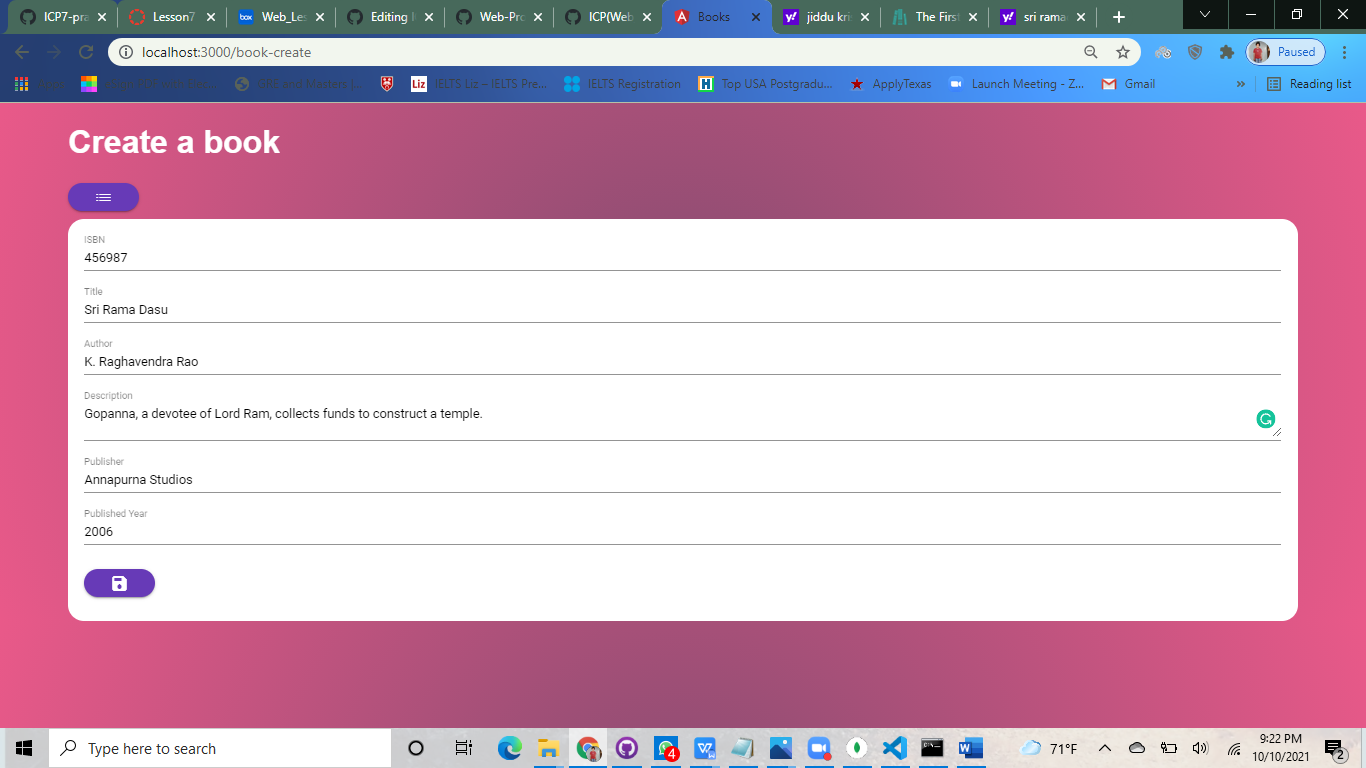 ICP7-pra
Lesson7
Web_Les
Editing I
Web-Pro
ICP(Web
Books
jiddu kri
The First
sri rama
localhost:3000/book-create
Paused
IELTS Liz – IELTS Pre...
IELTS Registration
Top USA Postgradu...
ApplyTexas
Launch Meeting - Z...
Gmail
»
Reading list
Create a book
ISBN
456987
Title
Sri Rama Dasu
Author
K. Raghavendra Rao
Description
Gopanna, a devotee of Lord Ram, collects funds to construct a temple.
Publisher
Annapurna Studios
Published Year
2006
Type here to search
4
71°F
9:22 PM
10/10/2021
2